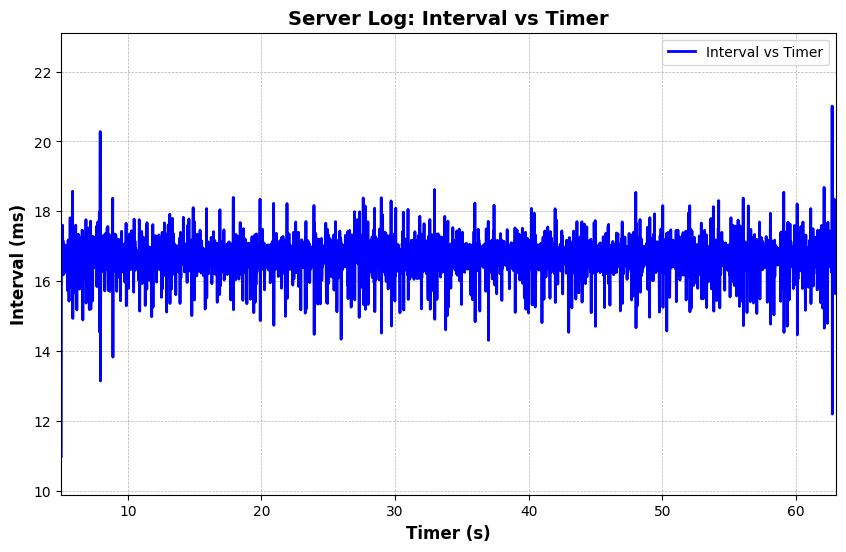 Server Log: Interval vs Timer
Interval vs Timer
22
20
18
16
14
12
10
Interval (ms)
10 20 30 40 50 60
Timer (s)